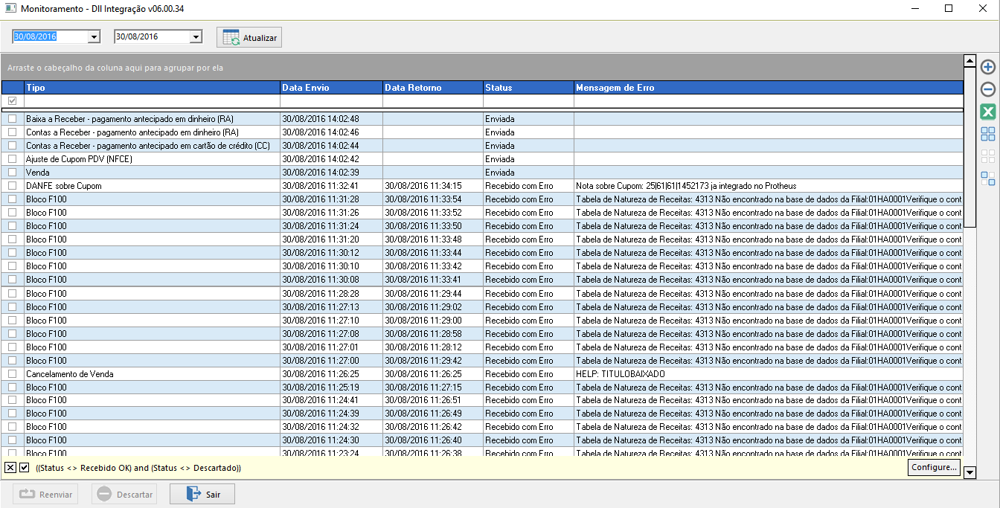 Monitoramento - Dll Integração v06.00.34
30/08/2016 30/08/2016 Atualizar
Arraste o cabeçalho da coluna aqui para agrupar por ela
Tipo Data Envio Data Retorno Status Mensagem de Erro
Baixa a Receber - pagamento antecipado em dinheiro (RA) 30/08/2016 14:02:48 Enviada
Contas a Receber - pagamento antecipado em dinheiro (RA) 30/08/2016 14:02:46 Enviada
Contas a Receber - pagamento antecipado em cartão de crédito (CC) 30/08/2016 14:02:44 Enviada
Ajuste de Cupom PDV (NFCE) 30/08/2016 14:02:42 Enviada
Venda 30/08/2016 14:02:39 Enviada
DANFE sobre Cupom 30/08/2016 11:32:41 30/08/2016 11:34:15 Recebido com Erro Nota sobre Cupom: 25|61|61|1452173 ja integrado no Protheus
Bloco F100 30/08/2016 11:31:28 30/08/2016 11:33:54 Recebido com Erro Tabela de Natureza de Receitas: 4313 Não encontrado na base de dados da Filial:01HA0001Verifique o cont
Bloco F100 30/08/2016 11:31:26 30/08/2016 11:33:52 Recebido com Erro Tabela de Natureza de Receitas: 4313 Não encontrado na base de dados da Filial:01HA0001Verifique o cont
Bloco F100 30/08/2016 11:31:24 30/08/2016 11:33:50 Recebido com Erro Tabela de Natureza de Receitas: 4313 Não encontrado na base de dados da Filial:01HA0001Verifique o cont
Bloco F100 30/08/2016 11:31:20 30/08/2016 11:33:48 Recebido com Erro Tabela de Natureza de Receitas: 4313 Não encontrado na base de dados da Filial:01HA0001Verifique o cont
Bloco F100 30/08/2016 11:30:12 30/08/2016 11:33:44 Recebido com Erro Tabela de Natureza de Receitas: 4313 Não encontrado na base de dados da Filial:01HA0001Verifique o cont
Bloco F100 30/08/2016 11:30:10 30/08/2016 11:33:42 Recebido com Erro Tabela de Natureza de Receitas: 4313 Não encontrado na base de dados da Filial:01HA0001Verifique o cont
Bloco F100 30/08/2016 11:30:08 30/08/2016 11:33:41 Recebido com Erro Tabela de Natureza de Receitas: 4313 Não encontrado na base de dados da Filial:01HA0001Verifique o cont
Bloco F100 30/08/2016 11:28:28 30/08/2016 11:29:44 Recebido com Erro Tabela de Natureza de Receitas: 4313 Não encontrado na base de dados da Filial:01HA0001Verifique o cont
Bloco F100 30/08/2016 11:27:13 30/08/2016 11:29:02 Recebido com Erro Tabela de Natureza de Receitas: 4313 Não encontrado na base de dados da Filial:01HA0001Verifique o cont
Bloco F100 30/08/2016 11:27:10 30/08/2016 11:29:00 Recebido com Erro Tabela de Natureza de Receitas: 4313 Não encontrado na base de dados da Filial:01HA0001Verifique o cont
Bloco F100 30/08/2016 11:27:08 30/08/2016 11:28:58 Recebido com Erro Tabela de Natureza de Receitas: 4313 Não encontrado na base de dados da Filial:01HA0001Verifique o cont
Bloco F100 30/08/2016 11:27:01 30/08/2016 11:28:12 Recebido com Erro Tabela de Natureza de Receitas: 4313 Não encontrado na base de dados da Filial:01HA0001Verifique o cont
Bloco F100 30/08/2016 11:27:00 30/08/2016 11:29:42 Recebido com Erro Tabela de Natureza de Receitas: 4313 Não encontrado na base de dados da Filial:01HA0001Verifique o cont
Cancelamento de Venda 30/08/2016 11:26:25 30/08/2016 11:26:25 Recebido com Erro HELP: TITULOBAIXADO
Bloco F100 30/08/2016 11:25:19 30/08/2016 11:27:15 Recebido com Erro Tabela de Natureza de Receitas: 4313 Não encontrado na base de dados da Filial:01HA0001Verifique o cont
Bloco F100 30/08/2016 11:24:41 30/08/2016 11:26:51 Recebido com Erro Tabela de Natureza de Receitas: 4313 Não encontrado na base de dados da Filial:01HA0001Verifique o cont
Bloco F100 30/08/2016 11:24:39 30/08/2016 11:26:49 Recebido com Erro Tabela de Natureza de Receitas: 4313 Não encontrado na base de dados da Filial:01HA0001Verifique o cont
Bloco F100 30/08/2016 11:24:32 30/08/2016 11:26:42 Recebido com Erro Tabela de Natureza de Receitas: 4313 Não encontrado na base de dados da Filial:01HA0001Verifique o cont
Bloco F100 30/08/2016 11:24:30 30/08/2016 11:26:40 Recebido com Erro Tabela de Natureza de Receitas: 4313 Não encontrado na base de dados da Filial:01HA0001Verifique o cont
Bloco F100 30/08/2016 11:23:24 30/08/2016 11:26:38 Recebido com Erro Tabela de Natureza de Receitas: 4313 Não encontrado na base de dados da Filial:01HA0001Verifique o cont
((Status <> Recebido OK) and (Status <> Descartado)) Configure...
Reenviar Descartar Sair